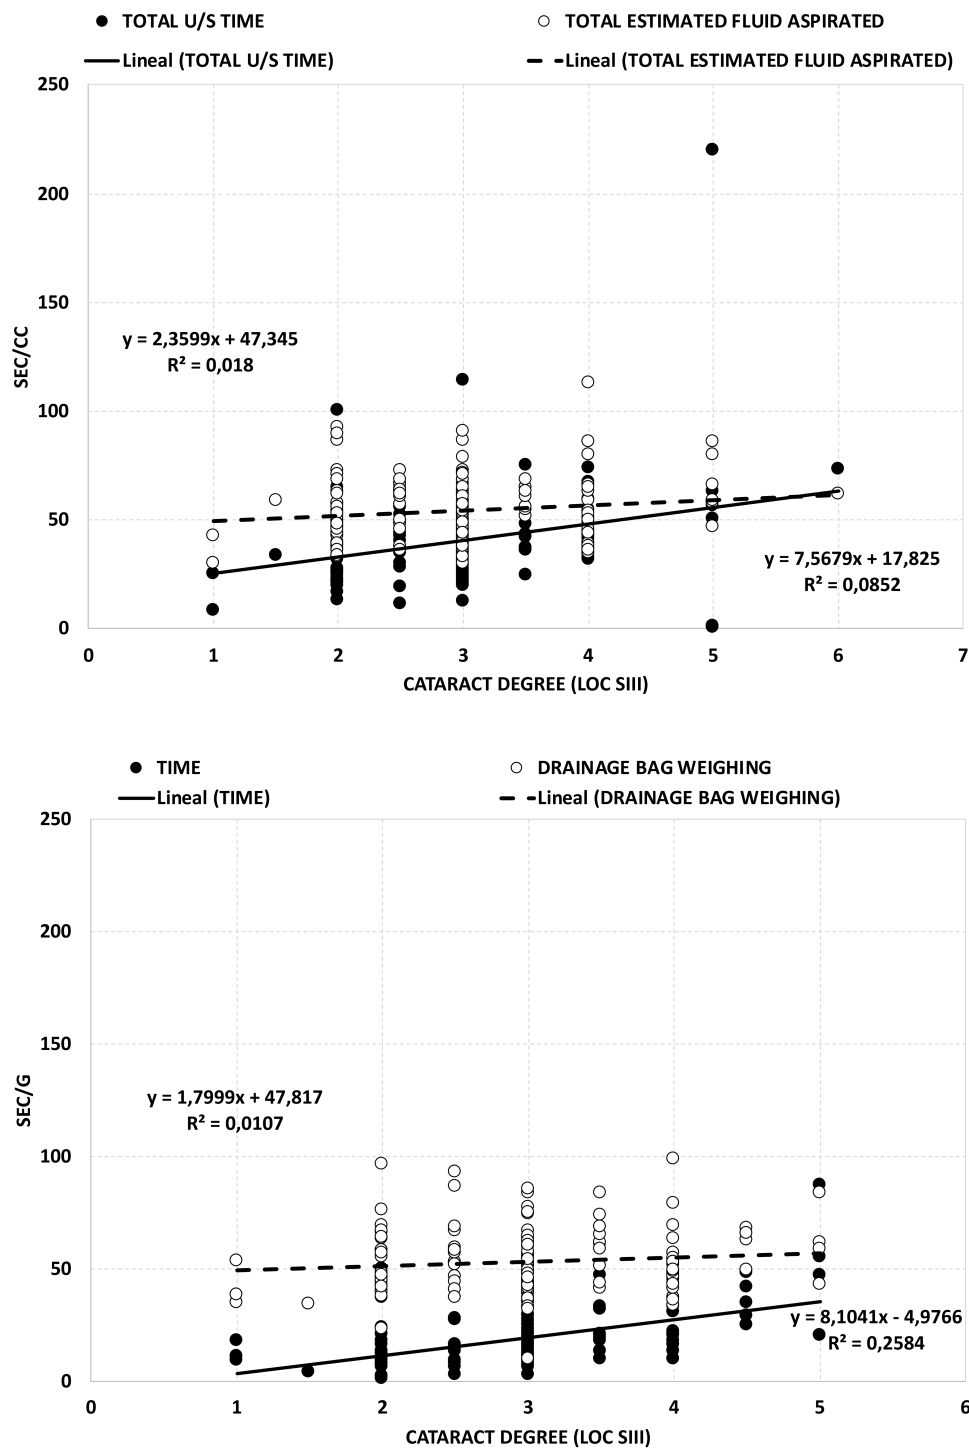 TOTAL U/S TIME
TOTAL ESTIMATED FLUID ASPIRATED
Lineal (TOTAL U/S TIME)
Lineal (TOTAL ESTIMATED FLUID ASPIRATED)
250
200
150
100
50
0
SEC/CC
y = 2,3599x + 47,345
R² = 0,018
y = 7,5679x + 17,825
R² = 0,0852
0 1 2 3 4 5 6 7
CATARACT DEGREE (LOC SIII)
TIME
DRAINAGE BAG WEIGHING
Lineal (TIME)
Lineal (DRAINAGE BAG WEIGHING)
250
200
150
100
50
0
SEC/G
y = 1,7999x + 47,817
R² = 0,0107
y = 8,1041x - 4,9766
R² = 0,2584
0 1 2 3 4 5 6
CATARACT DEGREE (LOC SIII)